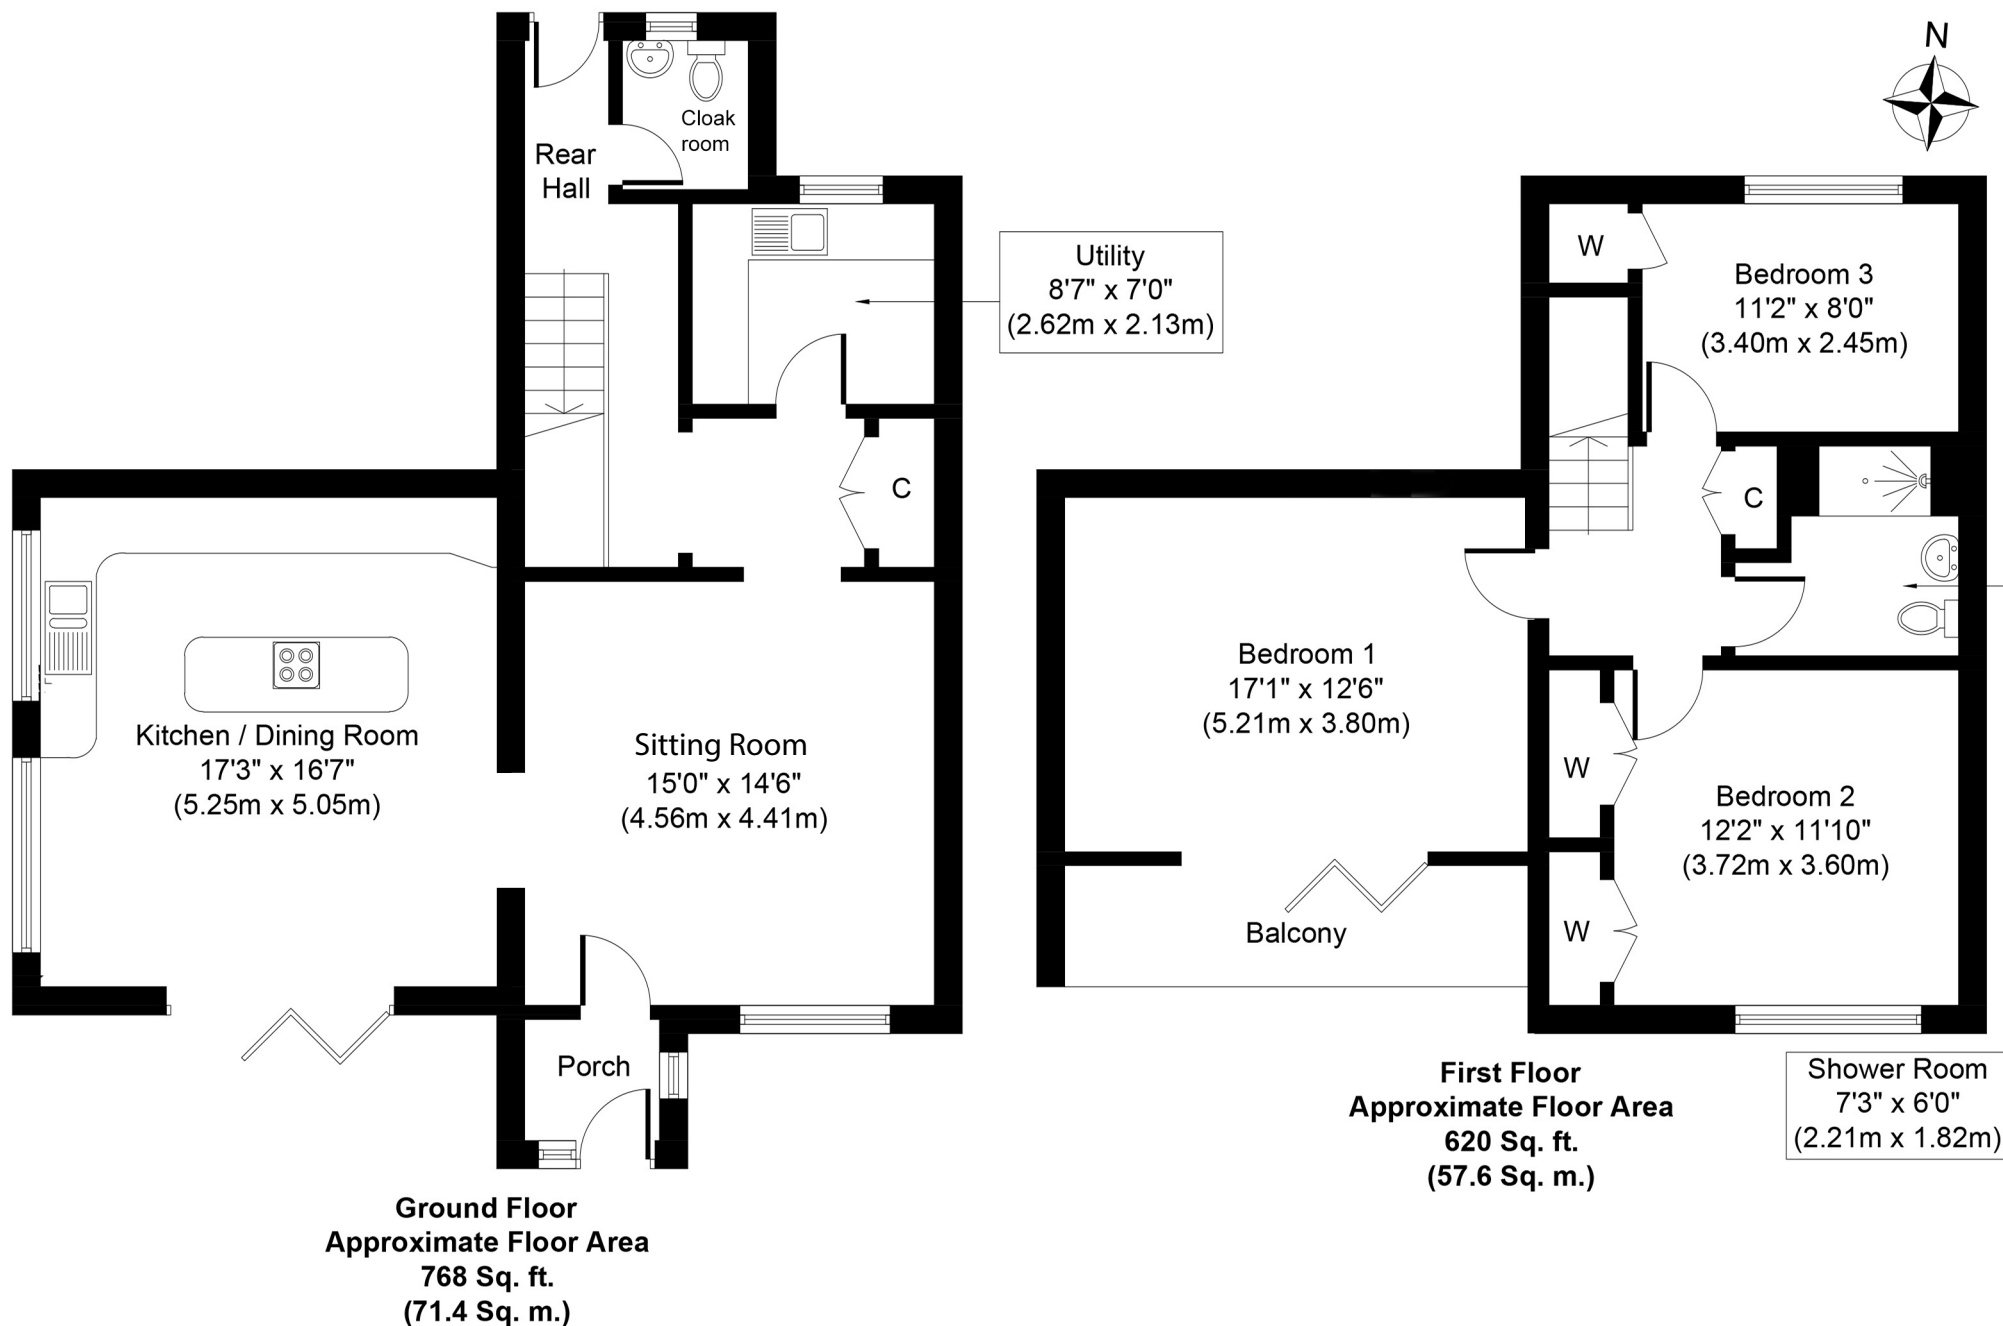 N
Cloak
room
Rear
Hall
Utility
8'7" x 7'0"
(2.62m x 2.13m)
C
Kitchen / Dining Room
17'3" x 16'7"
(5.25m x 5.05m)
Sitting Room
15'0" x 14'6"
(4.56m x 4.41m)
Porch
Ground Floor
Approximate Floor Area
768 Sq. ft.
(71.4 Sq. m.)
W
Bedroom 3
11'2" x 8'0"
(3.40m x 2.45m)
C
Bedroom 1
17'1" x 12'6"
(5.21m x 3.80m)
W
Bedroom 2
12'2" x 11'10"
(3.72m x 3.60m)
W
Balcony
First Floor
Approximate Floor Area
620 Sq. ft.
(57.6 Sq. m.)
Shower Room
7'3" x 6'0"
(2.21m x 1.82m)